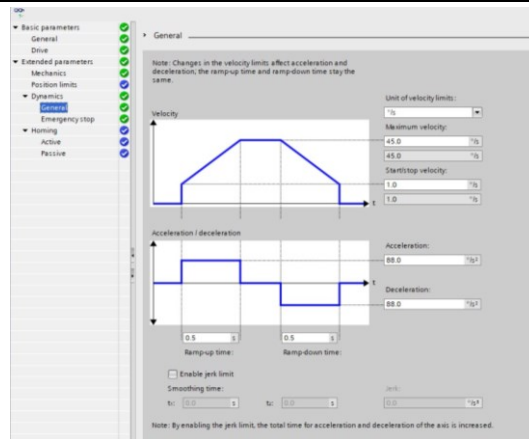 Basic parameters
General
Drive
Extended parameters
Mechanics
Position limits
Dynamics
General
Emergency stop
Homing
Active
Passive
General
Note: Changes in the velocity limits affect acceleration and
deceleration; the ramp-up time and ramp-down time stay the
same.
Unit of velocity limits:
°/s
Velocity
Maximum velocity:
45.0 °/s
45.0 °/s
Start/stop velocity:
1.0 °/s
t
1.0 °/s
Acceleration / deceleration
Acceleration:
88.0 °/s²
t
Deceleration:
88.0 °/s²
0.5 s 0.5 s
Ramp-up time: Ramp-down time:
Enable jerk limit
Smoothing time: Jerk:
t₁: 0.0 s t₂: 0.0 s 0.0 °/s³
Note: By enabling the jerk limit, the total time for acceleration and deceleration of the axis is increased.